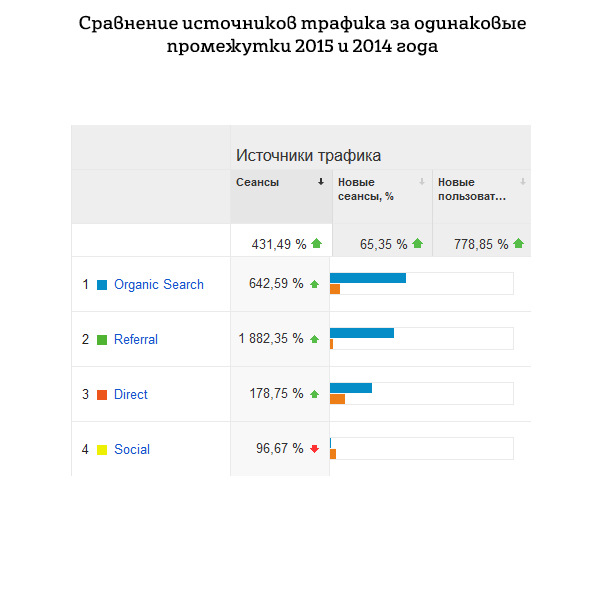 Сравнение источников трафика за одинаковые
промежутки 2015 и 2014 года
Источники трафика
Сеансы
Новые
сеансы, %
Новые
пользоват...
431,49 %
65,35 %
778,85 %
1 Organic Search 642,59 %
2 Referral 1 882,35 %
3 Direct 178,75 %
4 Social 96,67 %